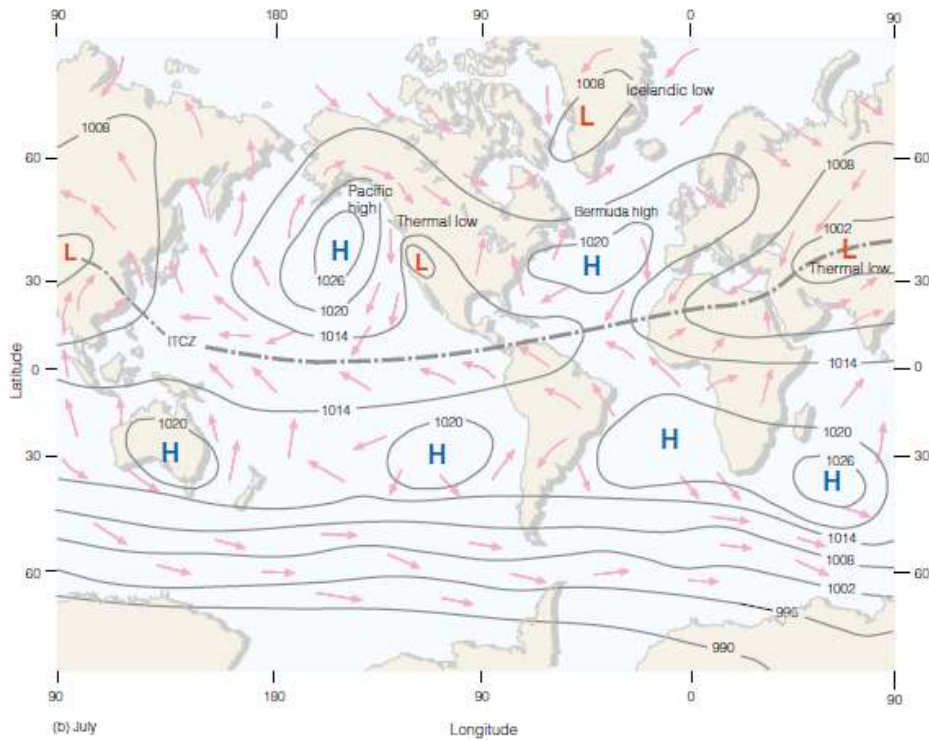 90 180 90 0 90
1008
Icelandic low
L
1008
60 60
1008
Pacific
high
Thermal low
Bermuda high
1002
1020
L H L H L
Thermal low
30 1026 30
1020
1014
ITCZ
0 1014 0
Latitude
1014
1020 1020 1020
H H H
30 1026 30
H
1014
1008
60 1002 60
996
990
90 180 90 0 90
(b) July Longitude